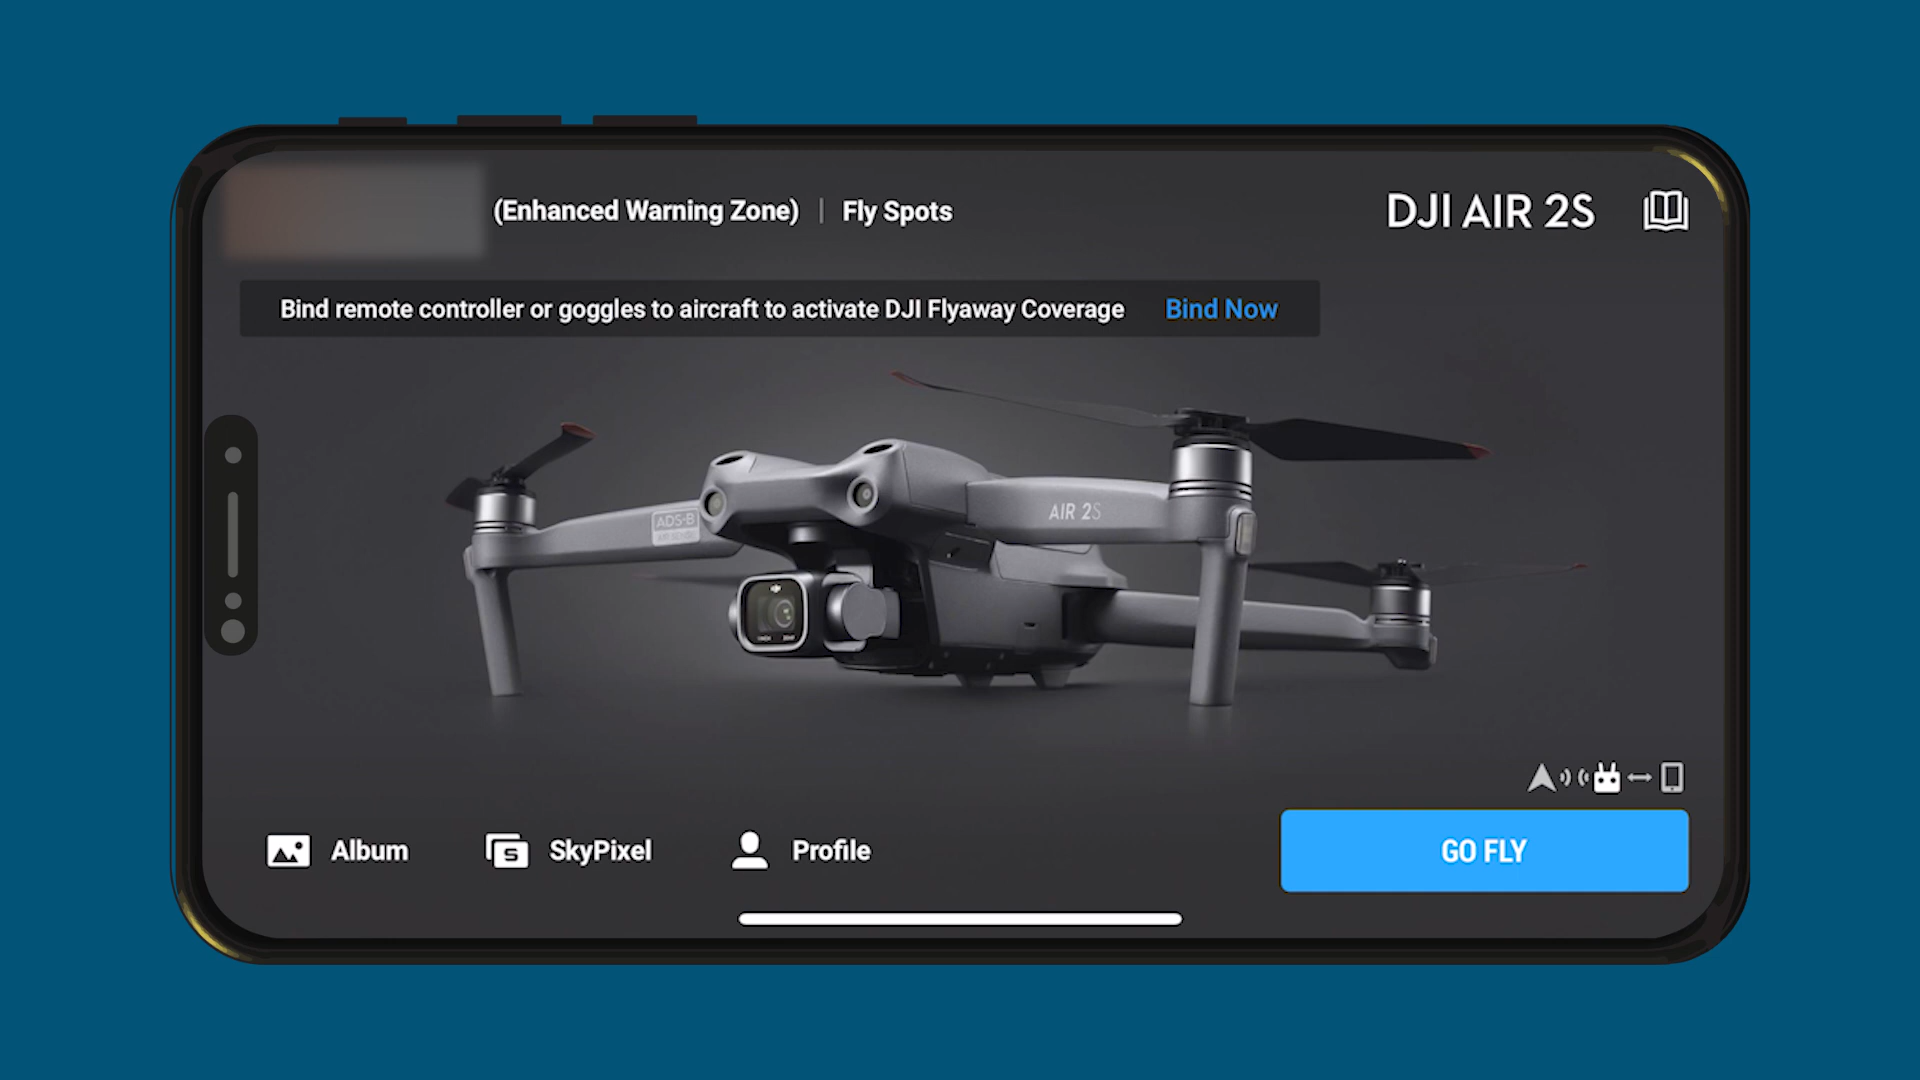 (Enhanced Warning Zone) | Fly Spots
DJI AIR 2S
Bind remote controller or goggles to aircraft to activate DJI Flyaway Coverage Bind Now
ADS-B
AIR 2S
Album
SkyPixel
Profile
GO FLY